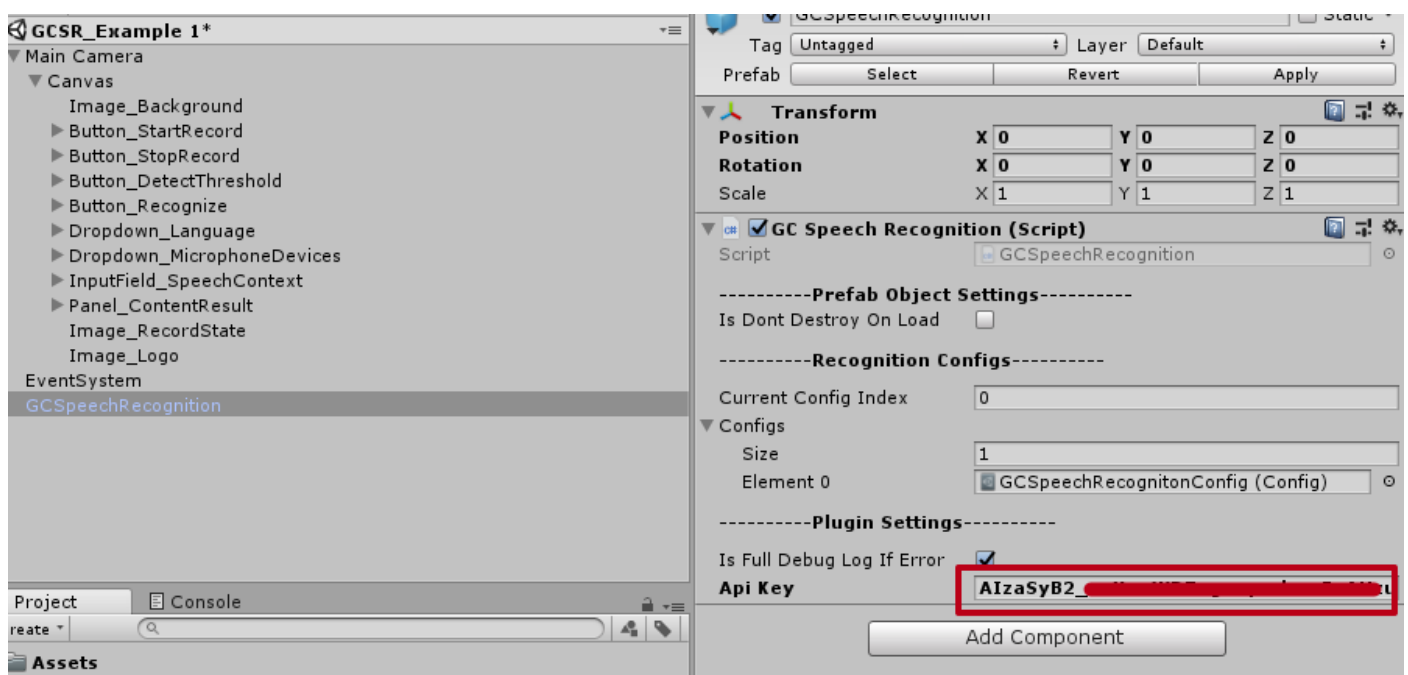 GCSR_Example 1*
Main Camera
Canvas
Image_Background
Button_StartRecord
Button_StopRecord
Button_DetectThreshold
Button_Recognize
Dropdown_Language
Dropdown_MicrophoneDevices
InputField_SpeechContext
Panel_ContentResult
Image_RecordState
Image_Logo
EventSystem
GCSpeechRecognition
Project Console
reate
Assets
GCSpeechRecognition Static
Tag Untagged Layer Default
Prefab Select Revert Apply
Transform
Position X 0 Y 0 Z 0
Rotation X 0 Y 0 Z 0
Scale X 1 Y 1 Z 1
C# GC Speech Recognition (Script)
Script GCSpeechRecognition
----------Prefab Object Settings----------
Is Dont Destroy On Load
----------Recognition Configs----------
Current Config Index 0
Configs
Size 1
Element 0 GCSpeechRecognitonConfig (Config)
----------Plugin Settings----------
Is Full Debug Log If Error
Api Key AIzaSyB2_
Add Component